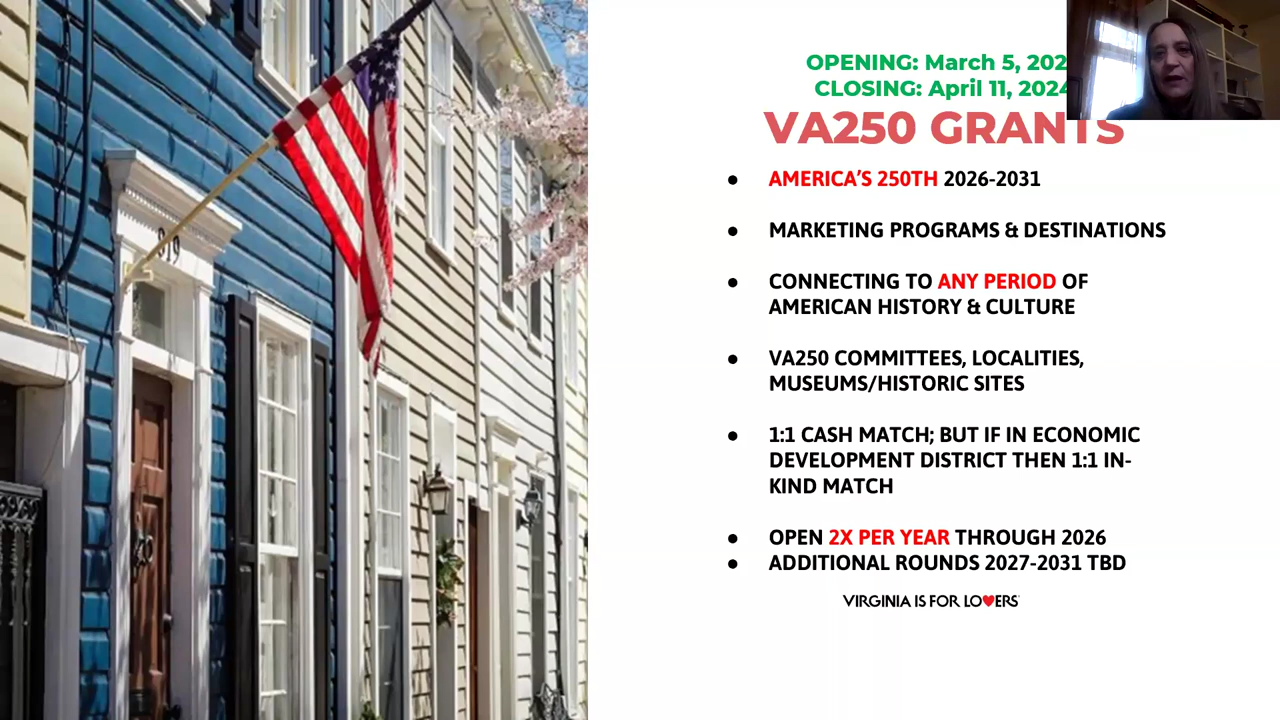 OPENING: March 5, 202
CLOSING: April 11, 2024
VA250 GRANTS
● AMERICA'S 250TH 2026-2031
● MARKETING PROGRAMS & DESTINATIONS
● CONNECTING TO ANY PERIOD OF
AMERICAN HISTORY & CULTURE
● VA250 COMMITTEES, LOCALITIES,
MUSEUMS/HISTORIC SITES
● 1:1 CASH MATCH; BUT IF IN ECONOMIC
DEVELOPMENT DISTRICT THEN 1:1 IN-
KIND MATCH
● OPEN 2X PER YEAR THROUGH 2026
● ADDITIONAL ROUNDS 2027-2031 TBD
VIRGINIA IS FOR LO♥ERS
319